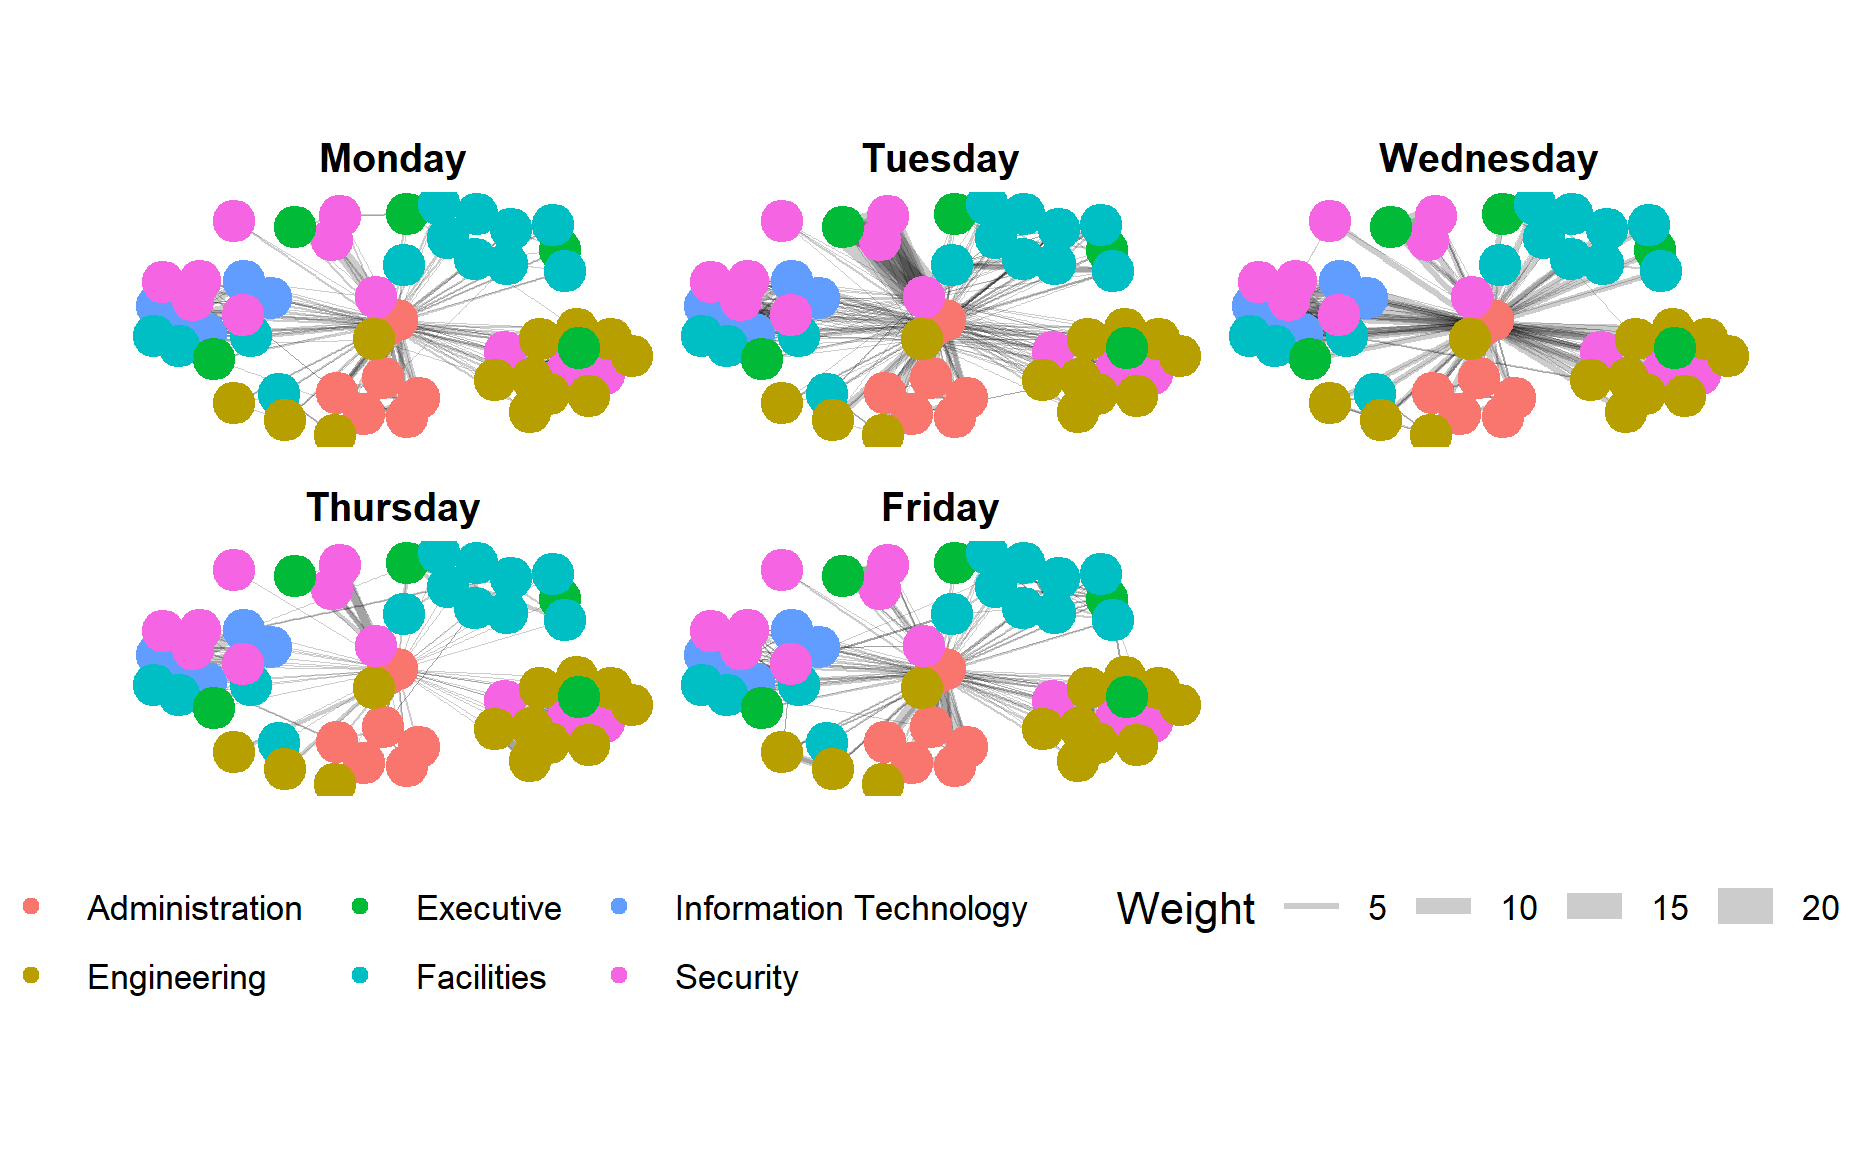 Monday
Tuesday
Wednesday
Thursday
Friday
Administration
Executive
Information Technology
Weight
5
10
15
20
Engineering
Facilities
Security